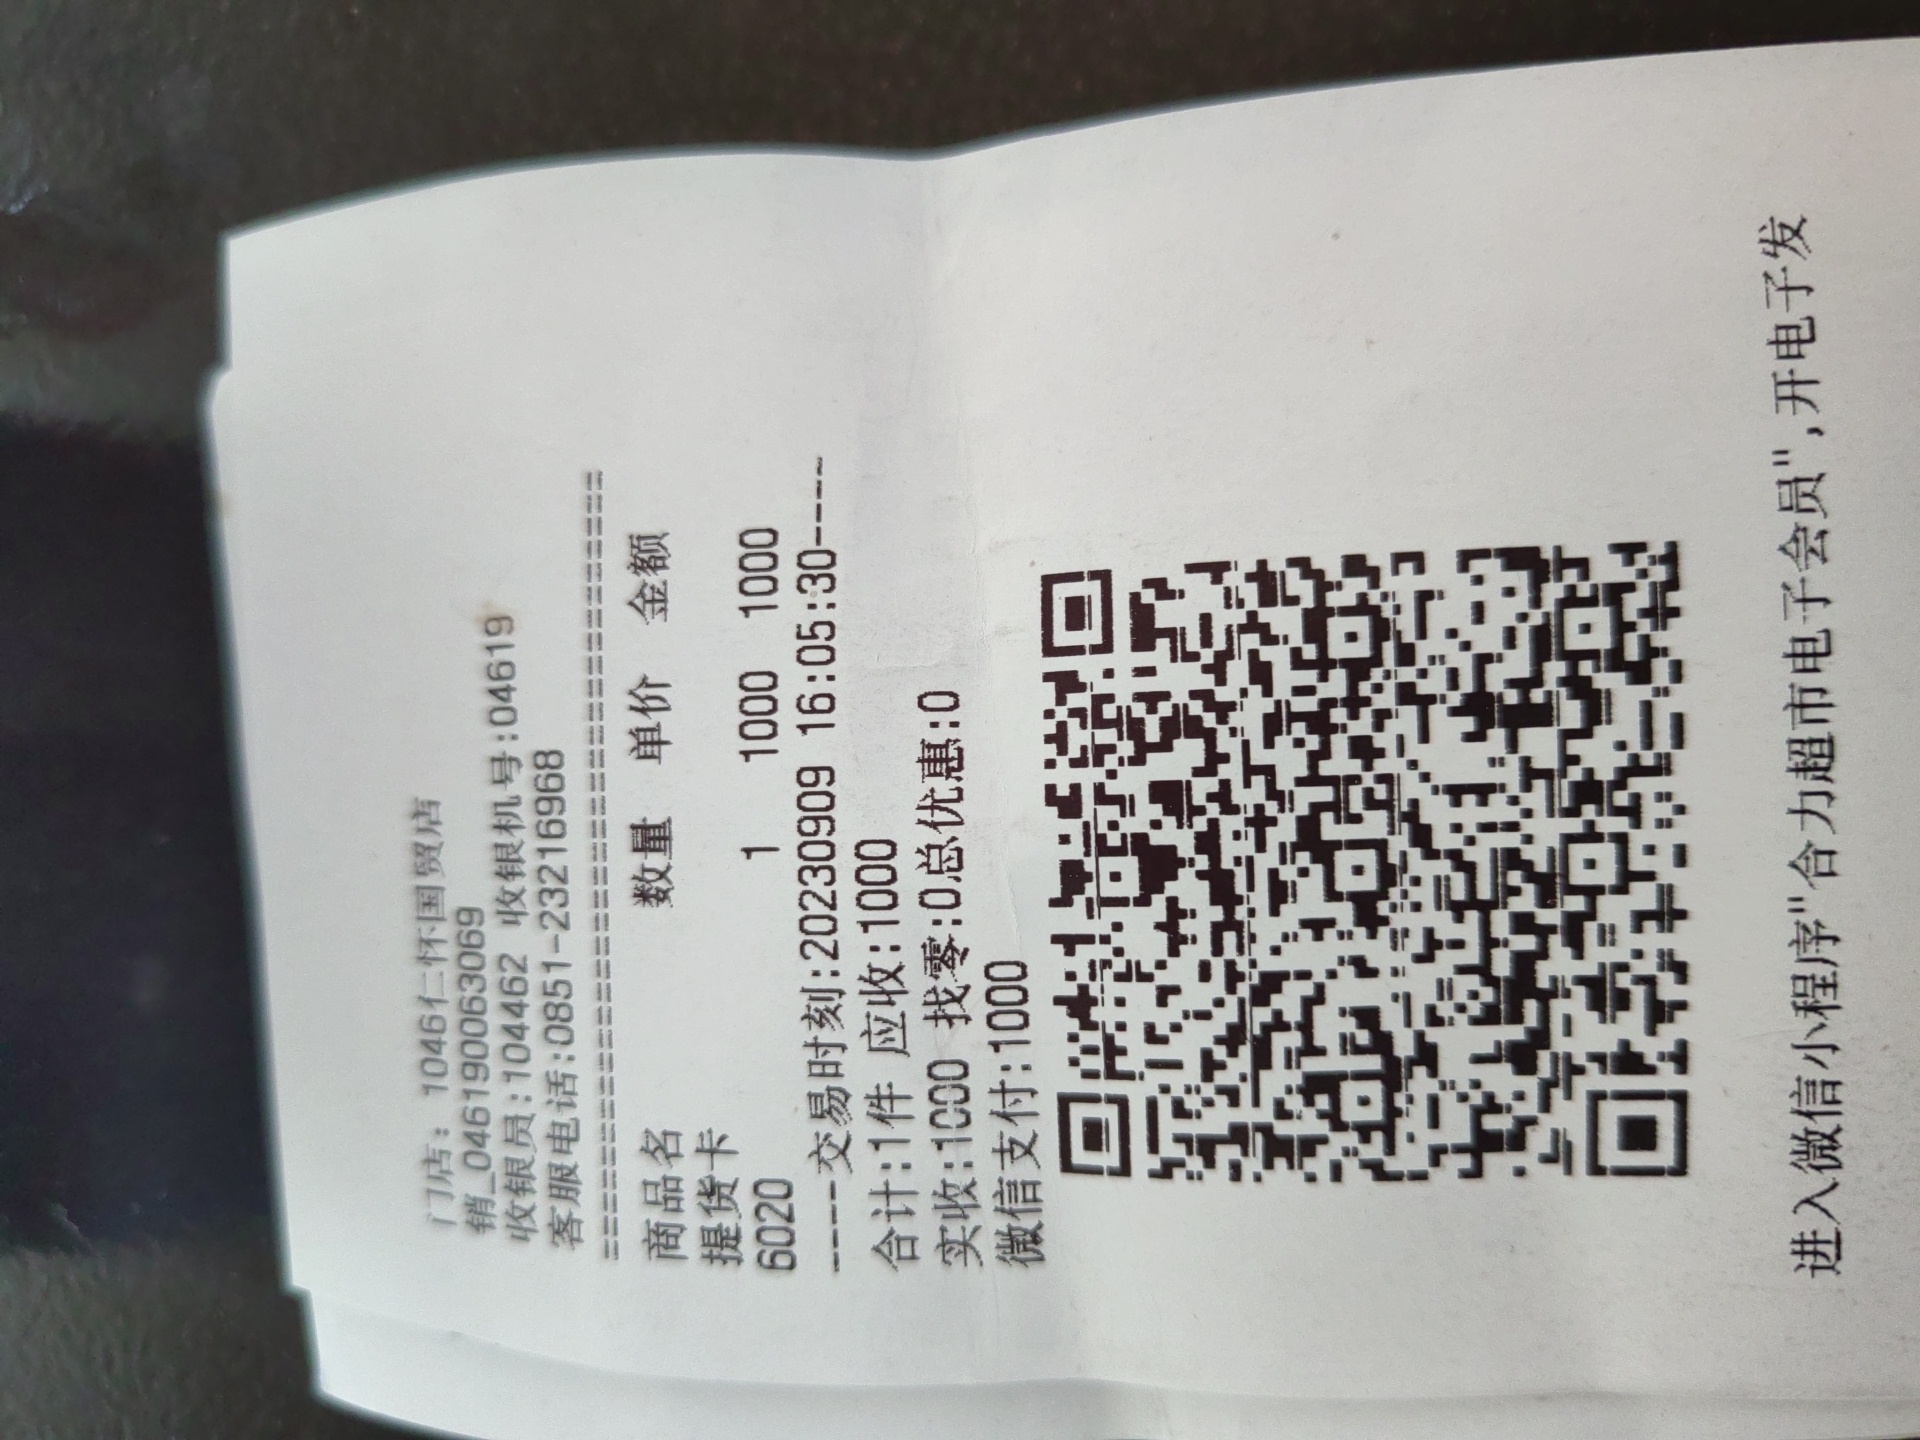 门店: 1046仁怀国贸店
销_046190063069
收银员:104462 收银机号:04619
客服电话:0851-23216968
==========================================
商品名 数量 单价 金额
提货卡
6020 1 1000 1000
----交易时刻:20230909 16:05:30----
合计:1件 应收:1000
实收:1000 找零:0总优惠:0
微信支付:1000
进入微信小程序"合力超市电子会员",开电子发